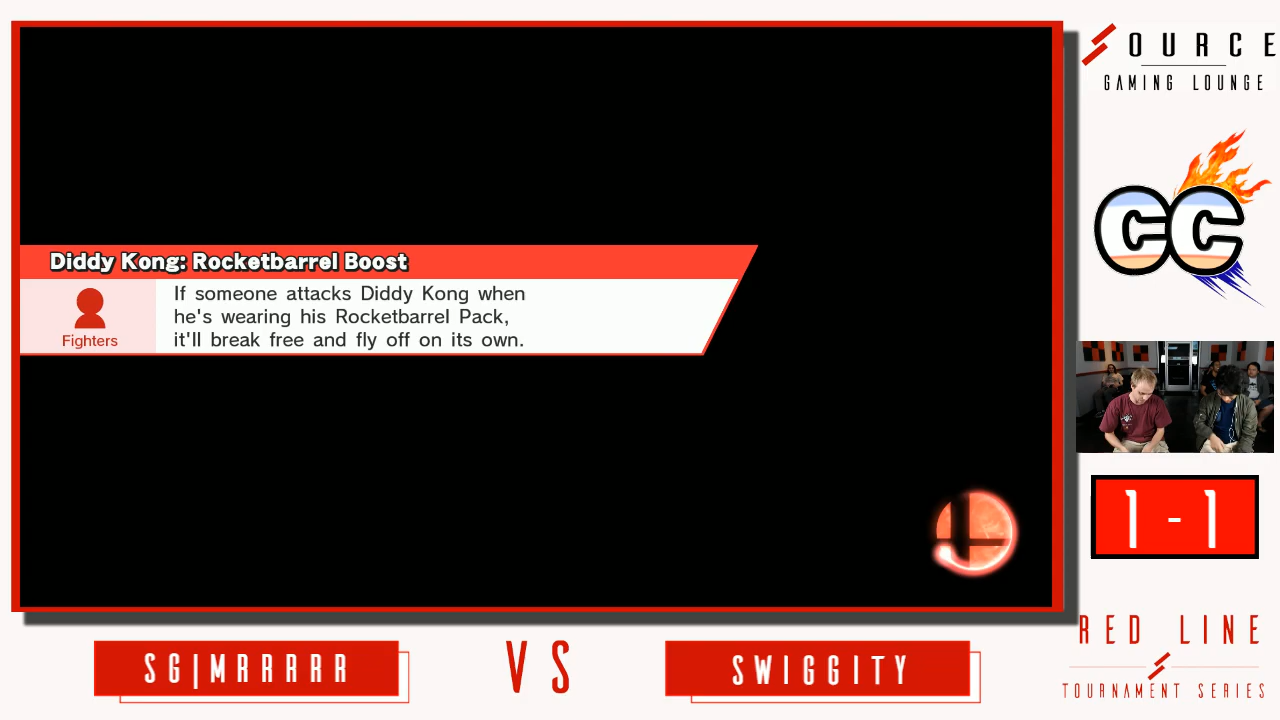 SOURCE
GAMING LOUNGE
CC
Diddy Kong: Rocketbarrel Boost
Fighters
If someone attacks Diddy Kong when
he's wearing his Rocketbarrel Pack,
it'll break free and fly off on its own.
1 - 1
SG|MRRRRR
VS
SWIGGITY
RED LINE
TOURNAMENT SERIES